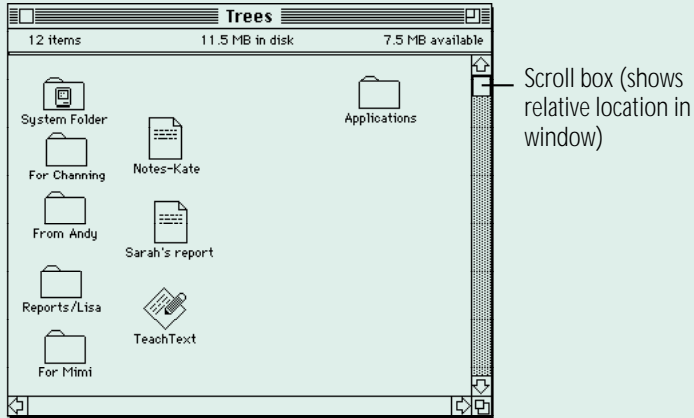 Trees
12 items 11.5 MB in disk 7.5 MB available
System Folder
Applications
For Channing
Notes-Kate
From Andy
Sarah's report
Reports/Lisa
TeachText
For Mimi
Scroll box (shows
relative location in
window)